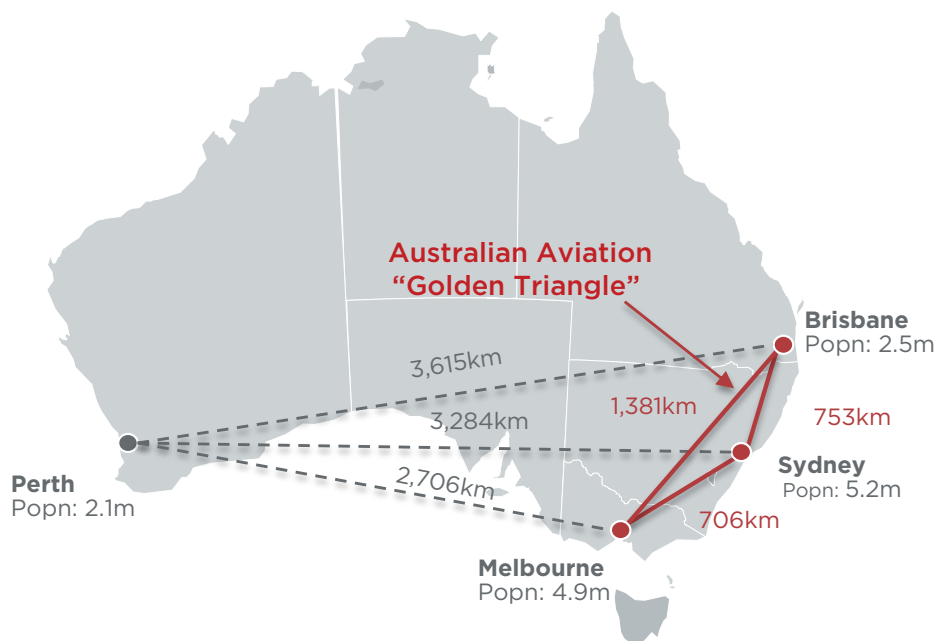 Australian Aviation
“Golden Triangle”
Brisbane
Popn: 2.5m
3,615km
1,381km
753km
3,284km
Sydney
Popn: 5.2m
Perth
Popn: 2.1m
2,706km
706km
Melbourne
Popn: 4.9m